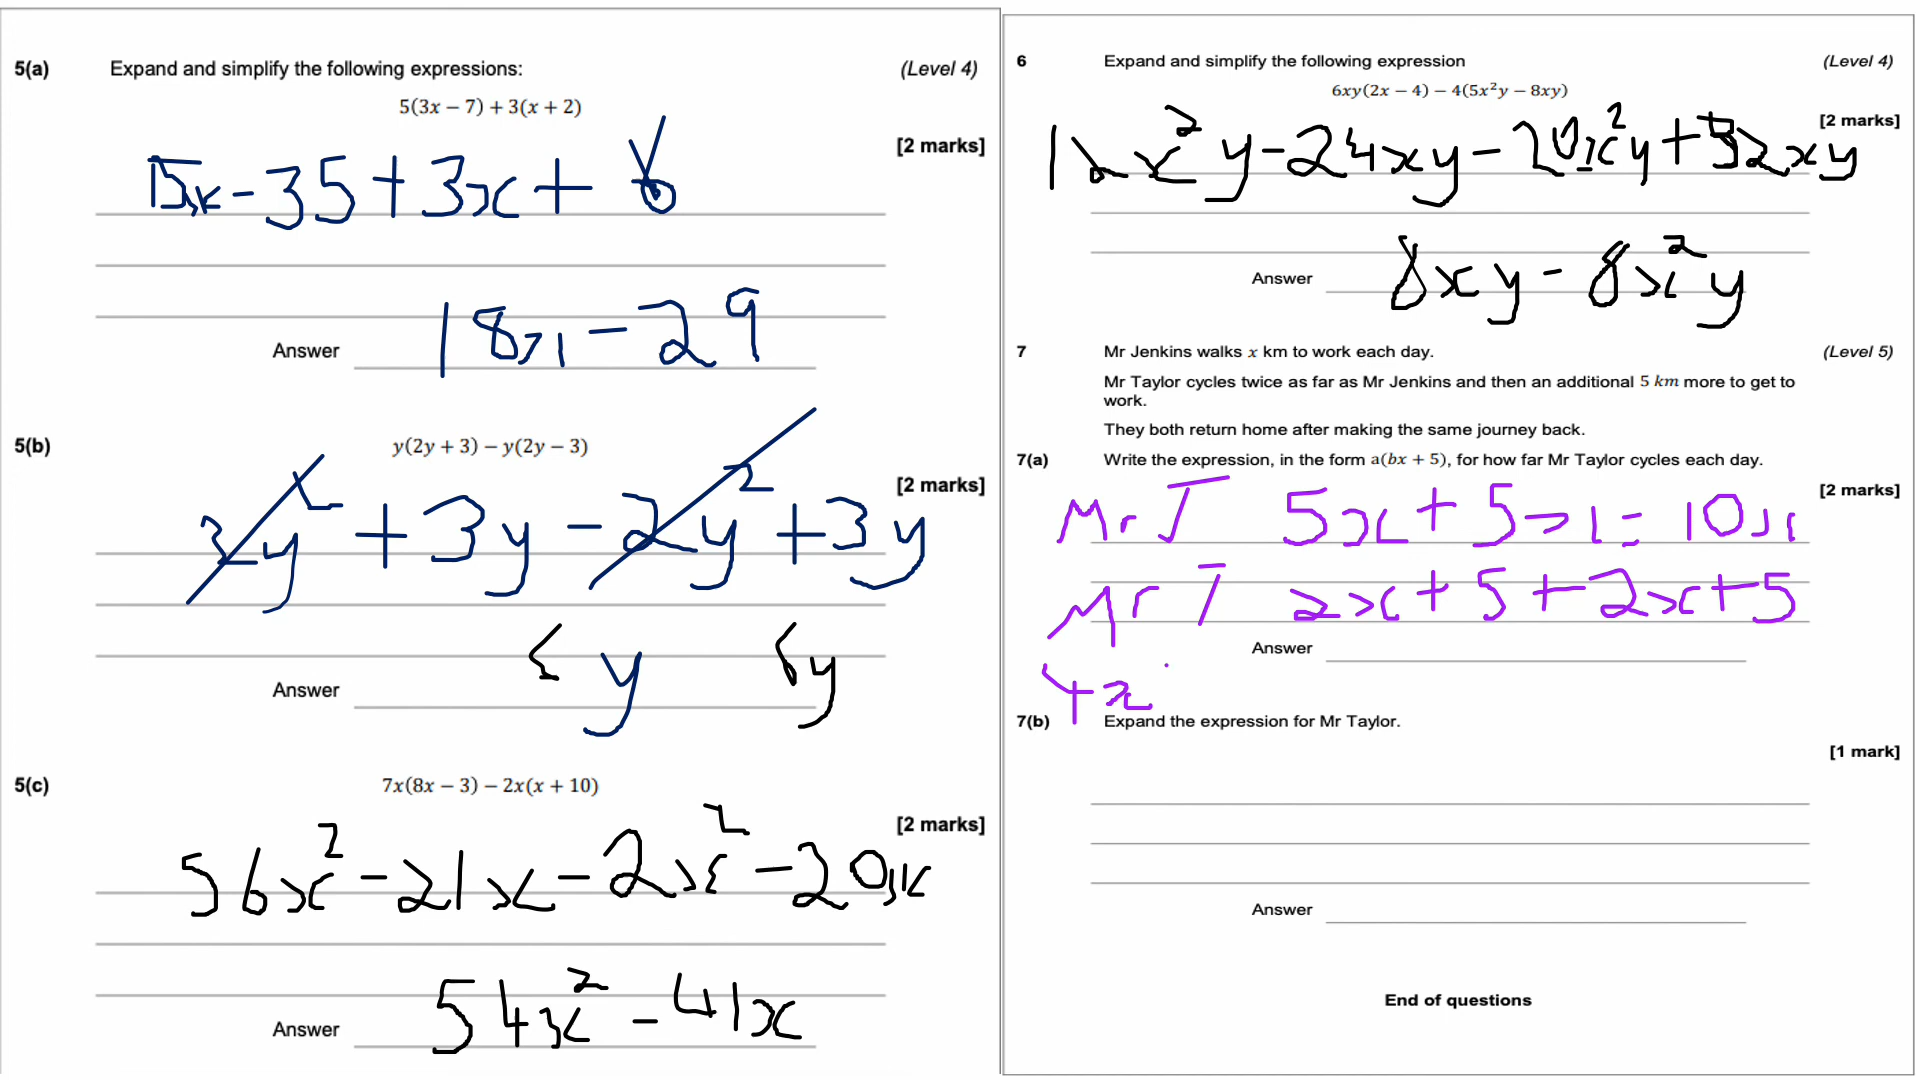 5(a) Expand and simplify the following expressions: (Level 4)
5(3x − 7) + 3(x + 2)
[2 marks]
15x - 35 + 3x + 6
Answer 18x - 29
5(b) y(2y + 3) − y(2y − 3)
[2 marks]
2y² + 3y - 2y² + 3y
6y 6y
Answer
5(c) 7x(8x − 3) − 2x(x + 10)
[2 marks]
56x² - 21x - 2x² - 20x
Answer 54x² - 41x
6 Expand and simplify the following expression (Level 4)
6xy(2x − 4) − 4(5x²y − 8xy)
[2 marks]
12x²y - 24xy - 20x²y + 32xy
Answer 8xy - 8x²y
7 Mr Jenkins walks x km to work each day. (Level 5)
Mr Taylor cycles twice as far as Mr Jenkins and then an additional 5 km more to get to
work.
They both return home after making the same journey back.
7(a) Write the expression, in the form a(bx + 5), for how far Mr Taylor cycles each day.
[2 marks]
Mr J 5x + 5x = 10x
Mr T 2x + 5 + 2x + 5
Answer
4x
7(b) Expand the expression for Mr Taylor.
[1 mark]
Answer
End of questions